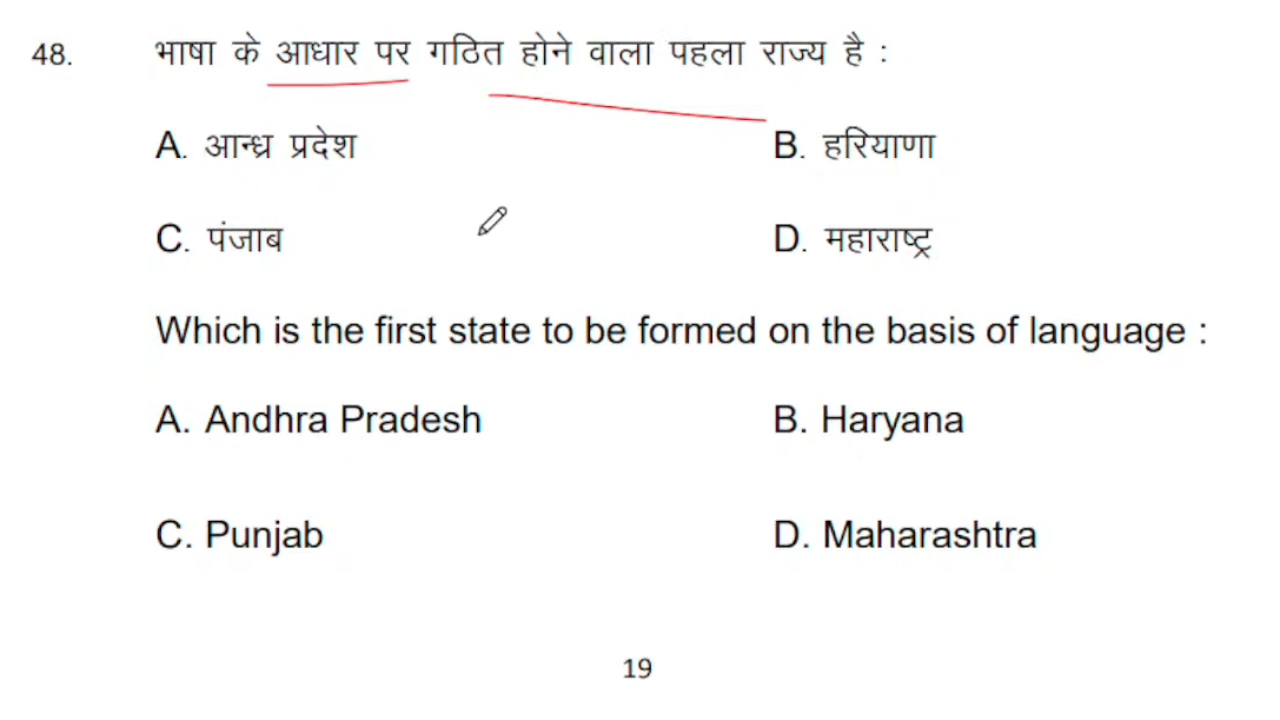 48. भाषा के आधार पर गठित होने वाला पहला राज्य है :
A. आन्ध्र प्रदेश B. हरियाणा
C. पंजाब D. महाराष्ट्र
Which is the first state to be formed on the basis of language :
A. Andhra Pradesh B. Haryana
C. Punjab D. Maharashtra
19